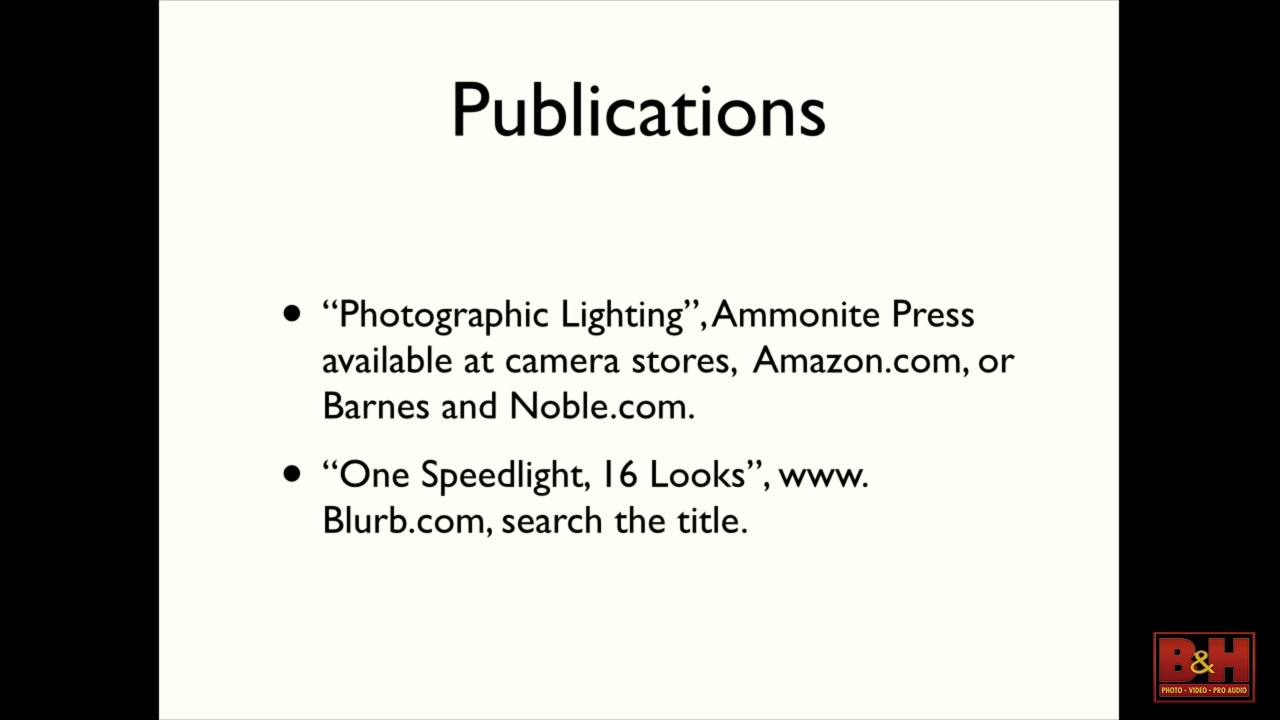 Publications
• “Photographic Lighting”, Ammonite Press
available at camera stores, Amazon.com, or
Barnes and Noble.com.
• “One Speedlight, 16 Looks”, www.
Blurb.com, search the title.
B&H
PHOTO - VIDEO - PRO AUDIO